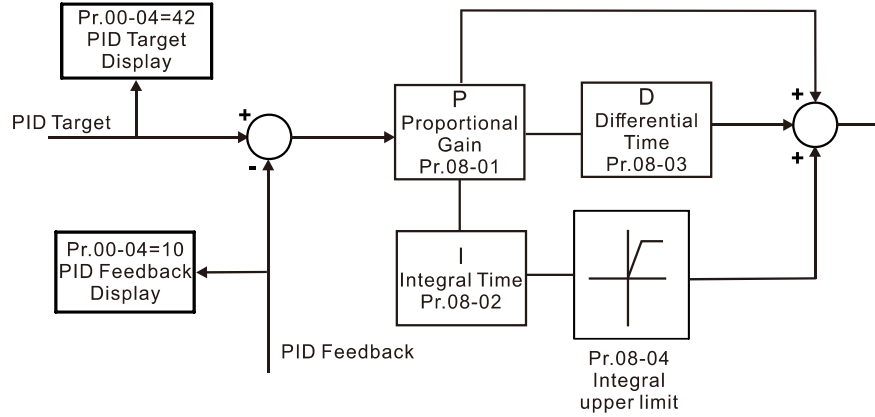 Pr.00-04=42
PID Target
Display
PID Target
+
-
P
Proportional
Gain
Pr.08-01
D
Differential
Time
Pr.08-03
+
+
Pr.00-04=10
PID Feedback
Display
I
Integral Time
Pr.08-02
PID Feedback
Pr.08-04
Integral
upper limit